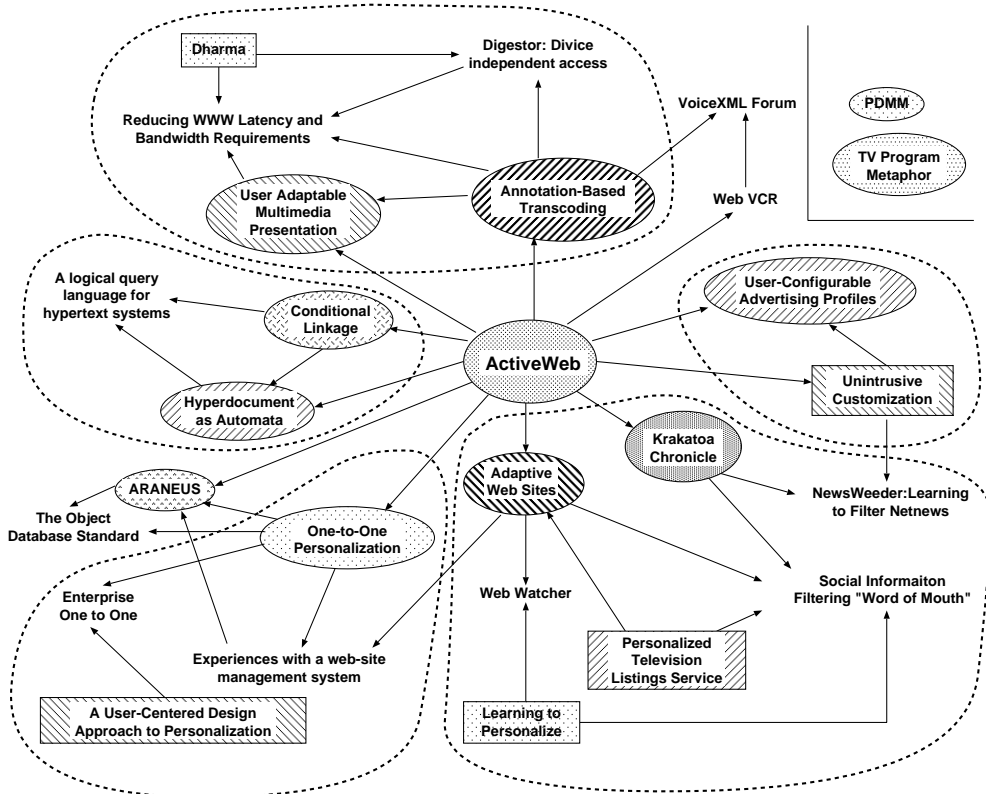 Dharma
Digestor: Divice
independent access
Reducing WWW Latency and
Bandwidth Requirements
User Adaptable
Multimedia
Presentation
Annotation-Based
Transcoding
VoiceXML Forum
Web VCR
PDMM
TV Program
Metaphor
A logical query
language for
hypertext systems
Conditional
Linkage
Hyperdocument
as Automata
ActiveWeb
User-Configurable
Advertising Profiles
Unintrusive
Customization
Krakatoa
Chronicle
Adaptive
Web Sites
ARANEUS
The Object
Database Standard
One-to-One
Personalization
NewsWeeder:Learning
to Filter Netnews
Enterprise
One to One
Web Watcher
Social Informaiton
Filtering "Word of Mouth"
Experiences with a web-site
management system
Personalized
Television
Listings Service
A User-Centered Design
Approach to Personalization
Learning to
Personalize